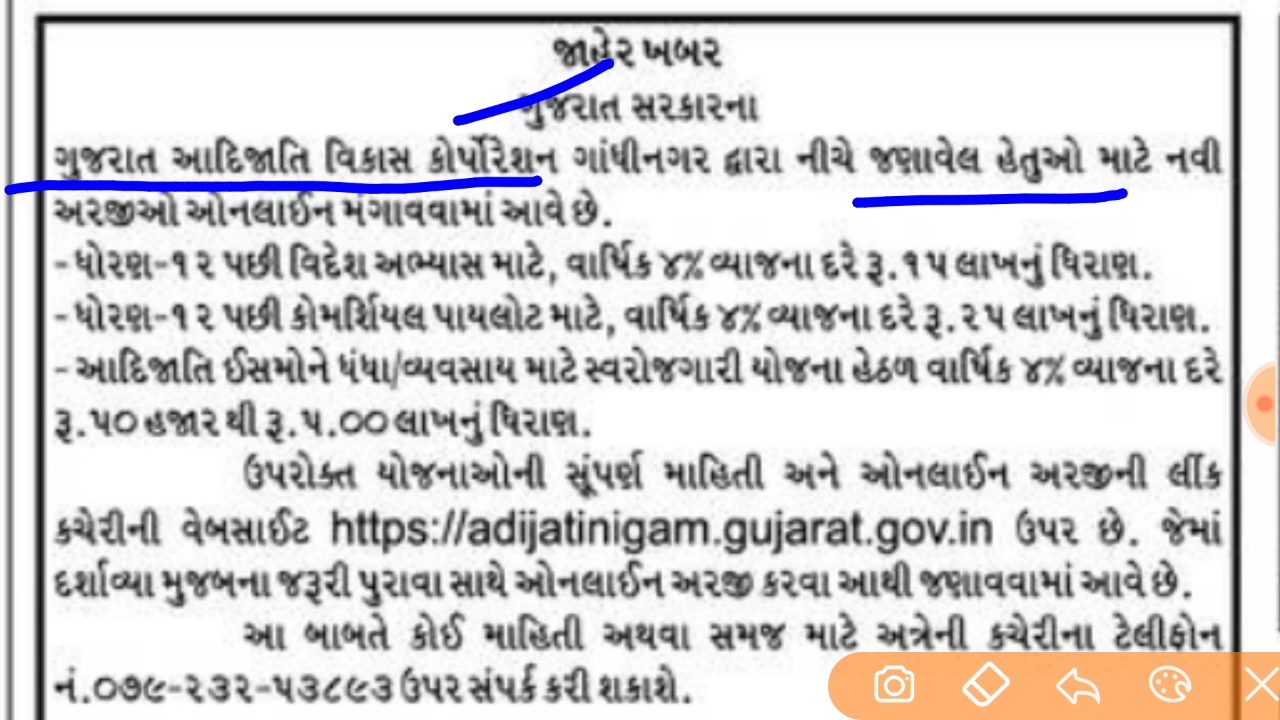 જાહેર ખબર
ગુજરાત સરકારના
ગુજરાત આદિજાતિ વિકાસ કોર્પોરેશન ગાંધીનગર દ્વારા નીચે જણાવેલ હેતુઓ માટે નવી
અરજીઓ ઓનલાઈન મંગાવવામાં આવે છે.
- ધોરણ-૧૨ પછી વિદેશ અભ્યાસ માટે, વાર્ષિક ૪% વ્યાજના દરે રૂ.૧૫ લાખનું ધિરાણ.
- ધોરણ-૧૨ પછી કોમર્શિયલ પાયલોટ માટે, વાર્ષિક ૪% વ્યાજના દરે રૂ.૨૫ લાખનું ધિરાણ.
- આદિજાતિ ઈસમોને ધંધા/વ્યવસાય માટે સ્વરોજગારી યોજના હેઠળ વાર્ષિક ૪% વ્યાજના દરે
રૂ.૫૦ હજાર થી રૂ.૫.૦૦ લાખનું ધિરાણ.
ઉપરોક્ત યોજનાઓની સૂંપર્ણ માહિતી અને ઓનલાઈન અરજીની લીંક
કચેરીની વેબસાઈટ https://adijatinigam.gujarat.gov.in ઉપર છે. જેમાં
દર્શાવ્યા મુજબના જરૂરી પુરાવા સાથે ઓનલાઈન અરજી કરવા આથી જણાવવામાં આવે છે.
આ બાબતે કોઈ માહિતી અથવા સમજ માટે અત્રેની કચેરીના ટેલીફોન
નં.૦૭૯-૨૩૨-૫૩૮૯૩ ઉપર સંપર્ક કરી શકાશે.